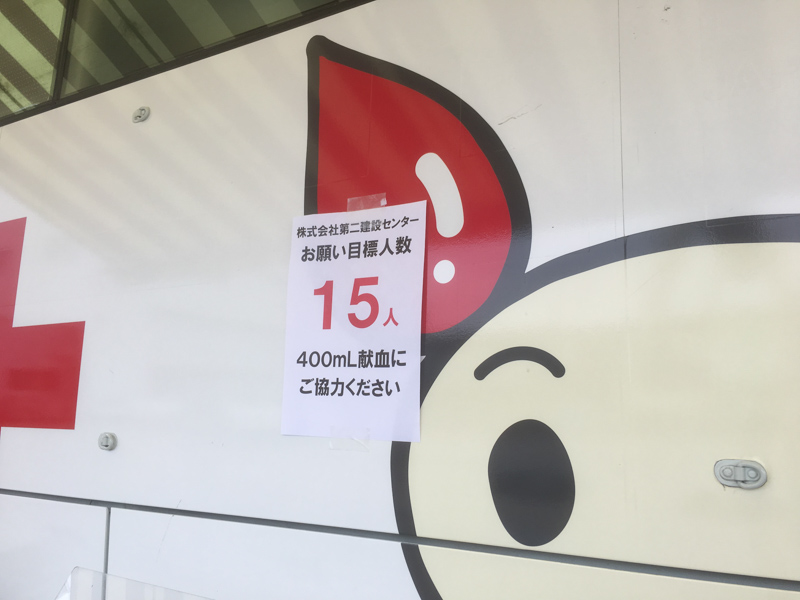 株式会社第二建設センター
お願い目標人数
15人
400mL献血に
ご協力ください